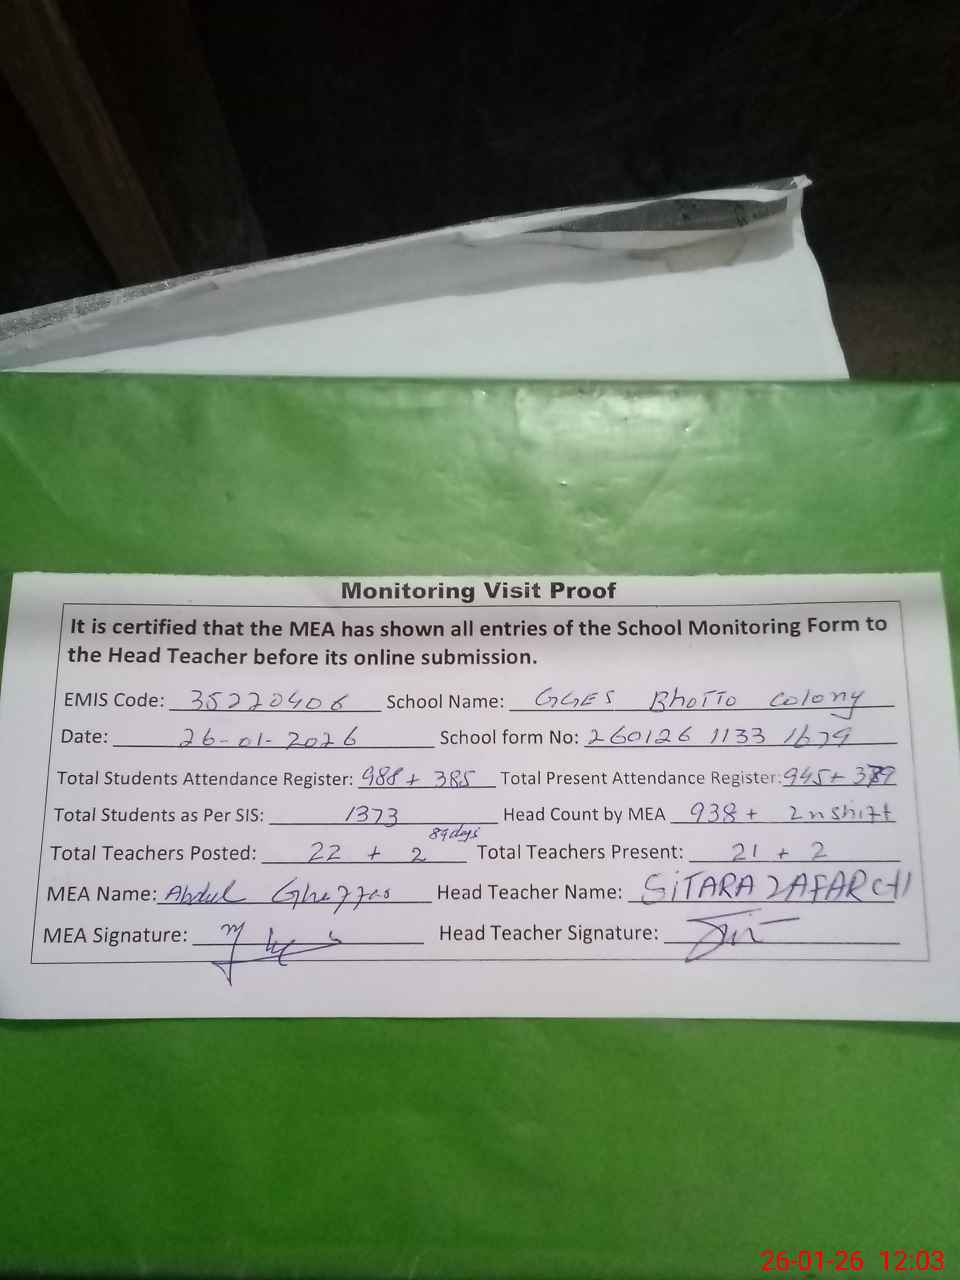 Monitoring Visit Proof
It is certified that the MEA has shown all entries of the School Monitoring Form to
the Head Teacher before its online submission.
EMIS Code: 35220406 School Name: GGES Bhotto colony
Date: 26-01-2026 School form No: 260126 1133 1679
Total Students Attendance Register: 988 + 385 Total Present Attendance Register: 945 +
Total Students as Per SIS: 1373 Head Count by MEA 938 + 2nshift
89 days
Total Teachers Posted: 22 + 2 Total Teachers Present: 21 + 2
MEA Name: Abdul Ghaffar Head Teacher Name: SITARA ZAFAR CH
MEA Signature: Head Teacher Signature:
26-01-26 12:03